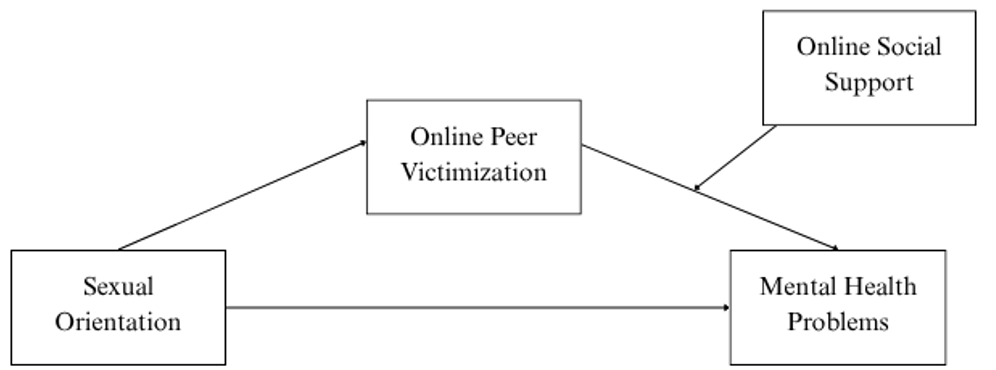 Online Social
Support
Online Peer
Victimization
Sexual
Orientation
Mental Health
Problems